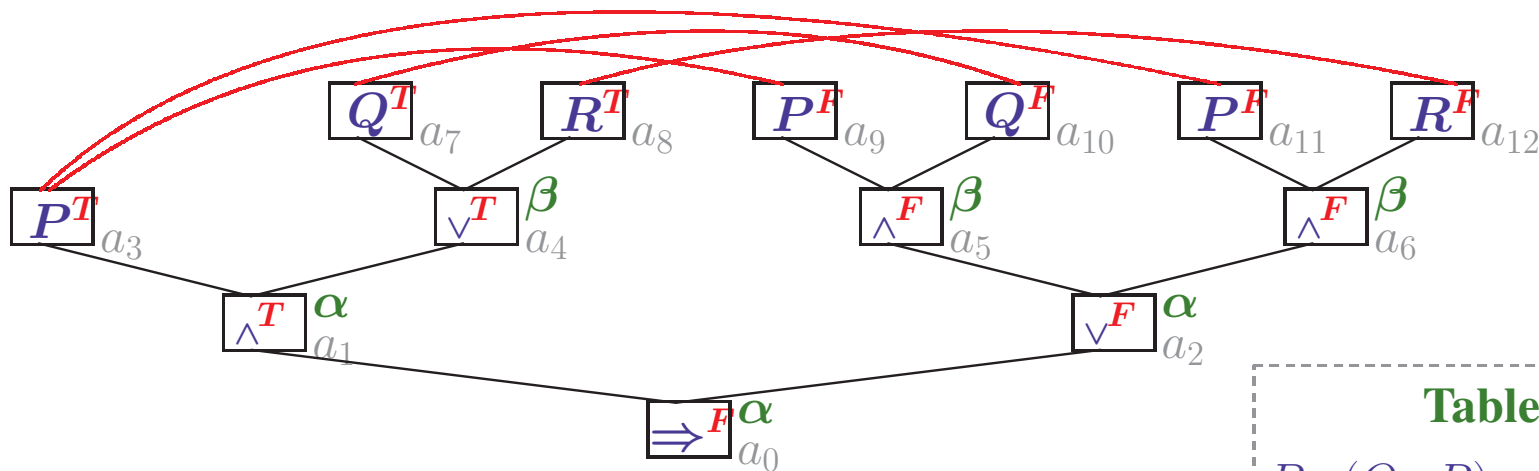 Q^T a_7 R^T a_8 P^F a_9 Q^F a_10 P^F a_11 R^F a_12
P^T a_3 ∨^T β a_4 ∧^F β a_5 ∧^F β a_6
∧^T α a_1 ∨^F α a_2
⇒^F α a_0
Table